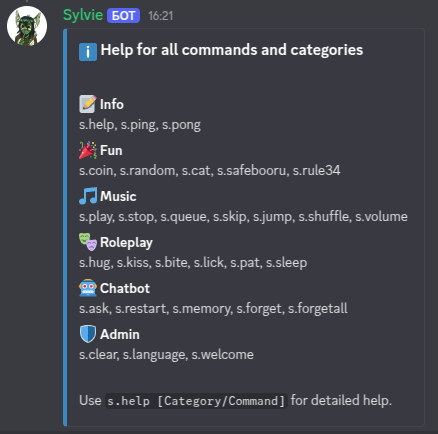 Sylvie БОТ 16:21
Help for all commands and categories
Info
s.help, s.ping, s.pong
Fun
s.coin, s.random, s.cat, s.safebooru, s.rule34
Music
s.play, s.stop, s.queue, s.skip, s.jump, s.shuffle, s.volume
Roleplay
s.hug, s.kiss, s.bite, s.lick, s.pat, s.sleep
Chatbot
s.ask, s.restart, s.memory, s.forget, s.forgetall
Admin
s.clear, s.language, s.welcome
Use s.help [Category/Command] for detailed help.